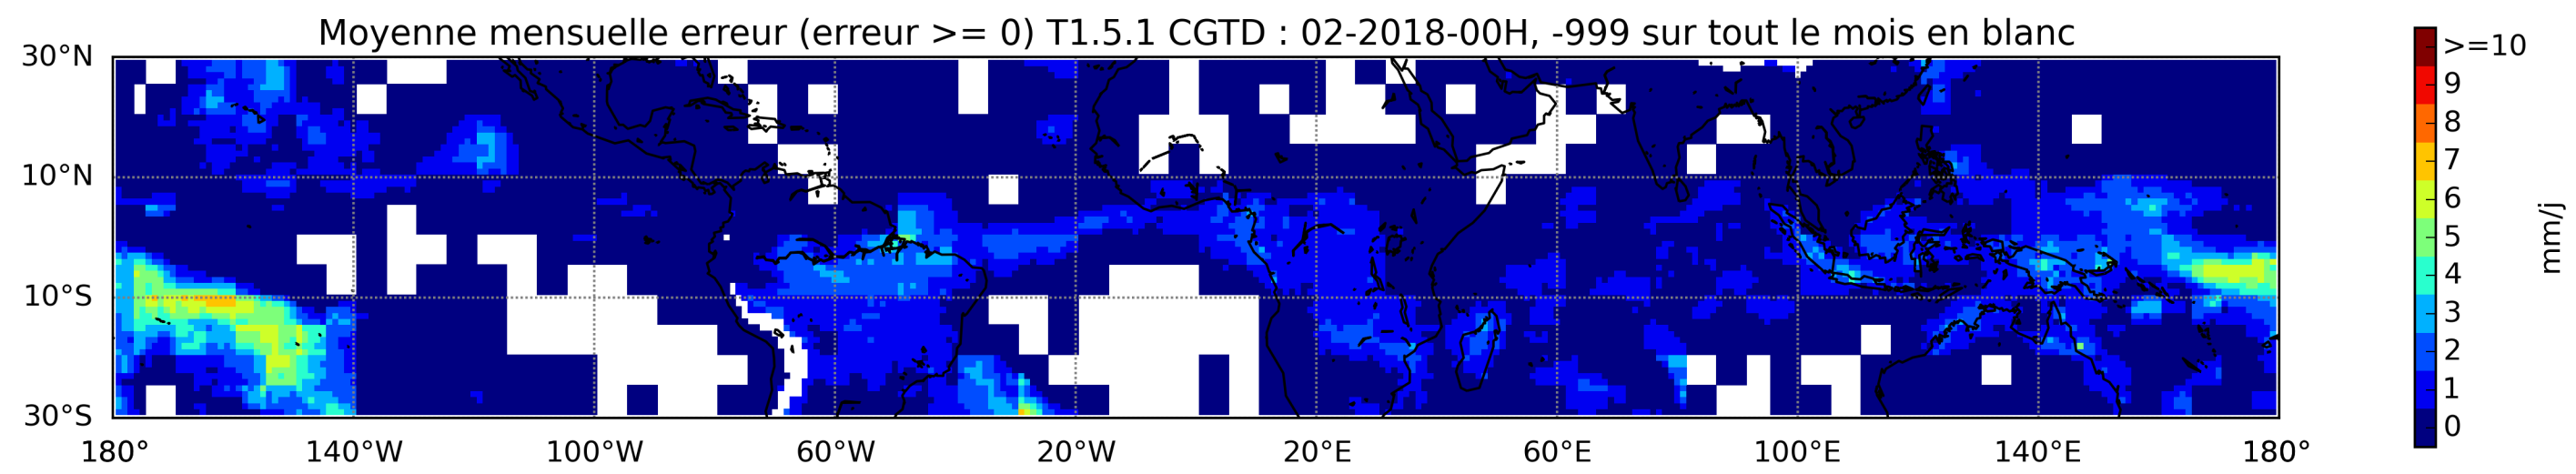 Moyenne mensuelle erreur (erreur >= 0) T1.5.1 CGTD : 02-2018-00H, -999 sur tout le mois en blanc
30°N
10°N
10°S
30°S
180° 140°W 100°W 60°W 20°W 20°E 60°E 100°E 140°E 180°
>=10
9
8
7
6
5
4
3
2
1
0
mm/j